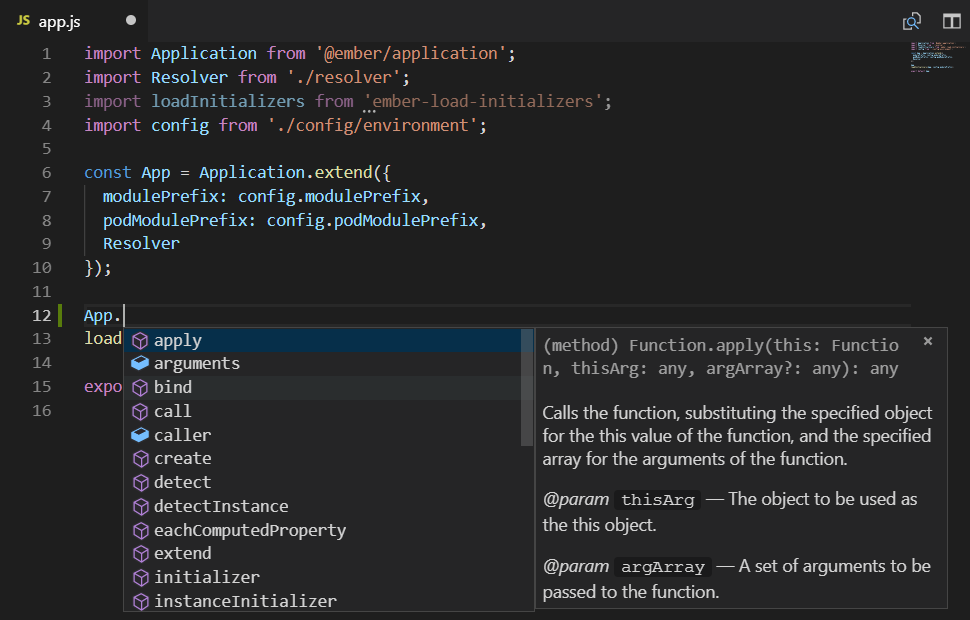 JS app.js
1 import Application from '@ember/application';
2 import Resolver from './resolver';
3 import loadInitializers from 'ember-load-initializers';
4 import config from './config/environment';
5
6 const App = Application.extend({
7 modulePrefix: config.modulePrefix,
8 podModulePrefix: config.podModulePrefix,
9 Resolver
10 });
11
12 App.
13 load
14
15 expo
16
apply
arguments
bind
call
caller
create
detect
detectInstance
eachComputedProperty
extend
initializer
instanceInitializer
(method) Function.apply(this: Functio
n, thisArg: any, argArray?: any): any
×
Calls the function, substituting the specified object
for the this value of the function, and the specified
array for the arguments of the function.
@param thisArg — The object to be used as
the this object.
@param argArray — A set of arguments to be
passed to the function.